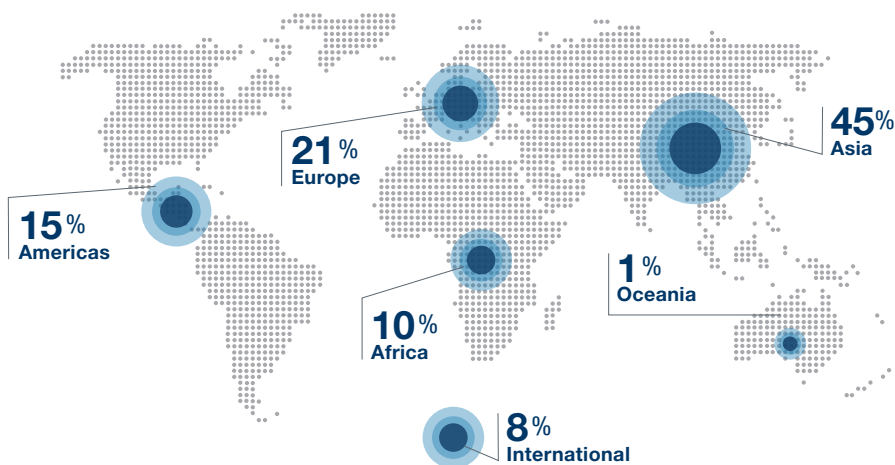 45%
Asia
21%
Europe
15%
Americas
1%
Oceania
10%
Africa
8%
International